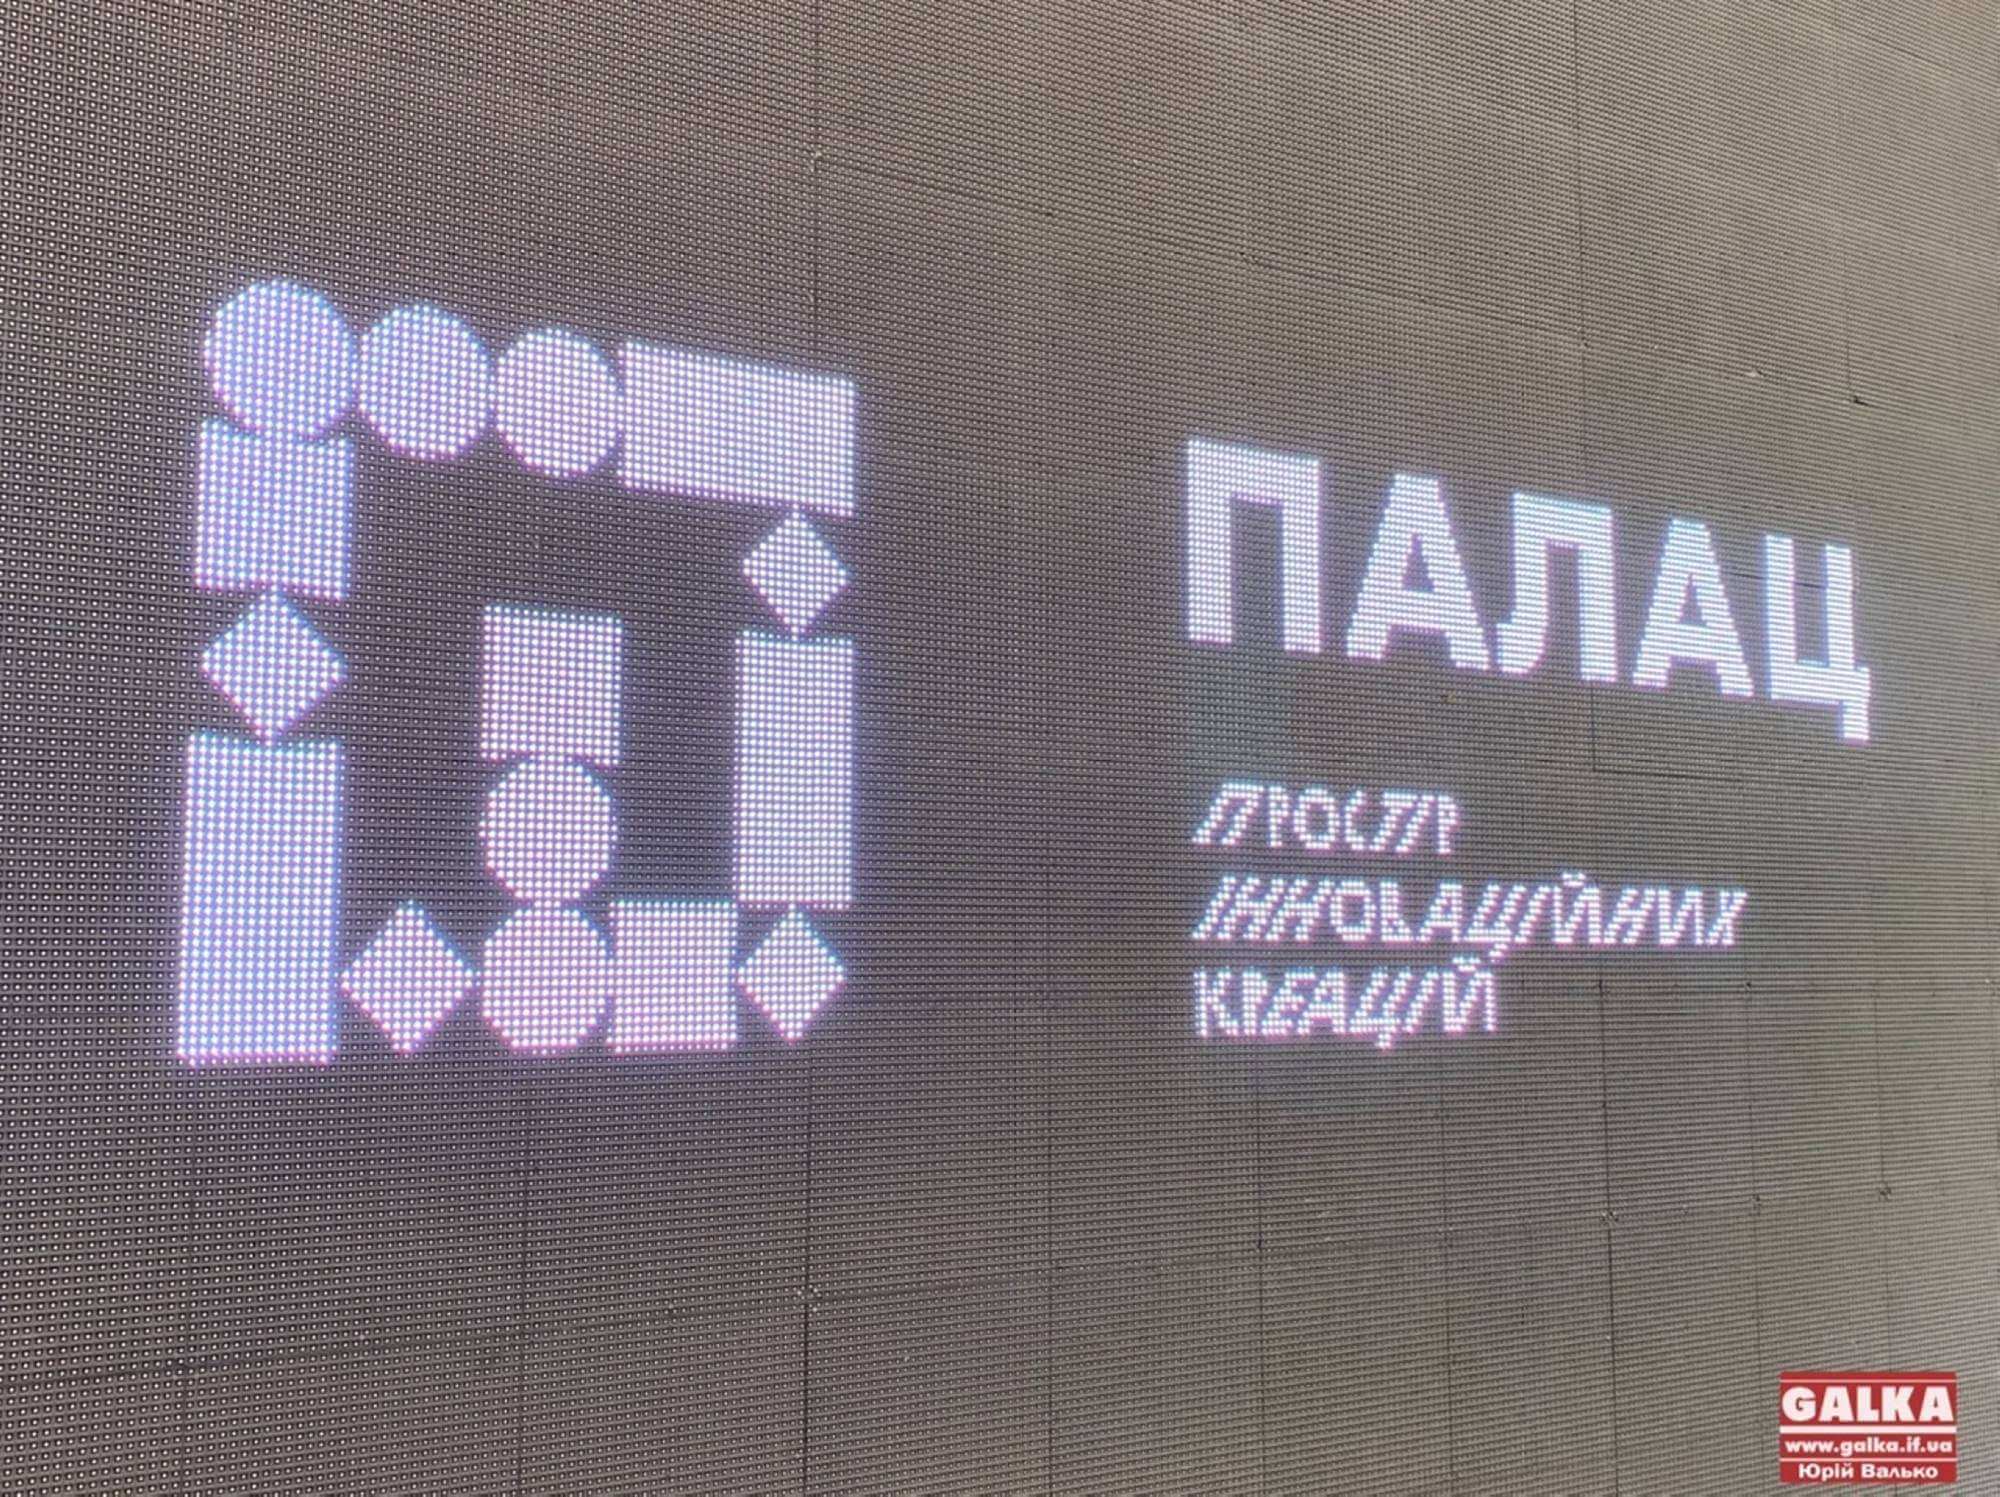 ПАЛАЦ
ПРОСТІР
ІННОВАЦІЙНИХ
КРЕАЦІЙ
GALKA
www.galka.if.ua
Юрій Валько